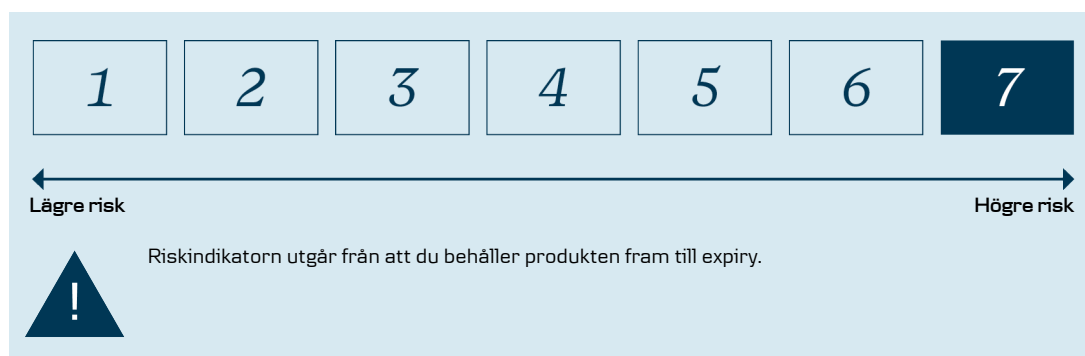 1 2 3 4 5 6 7
Lägre risk Högre risk
Riskindikatorn utgår från att du behåller produkten fram till expiry.
!